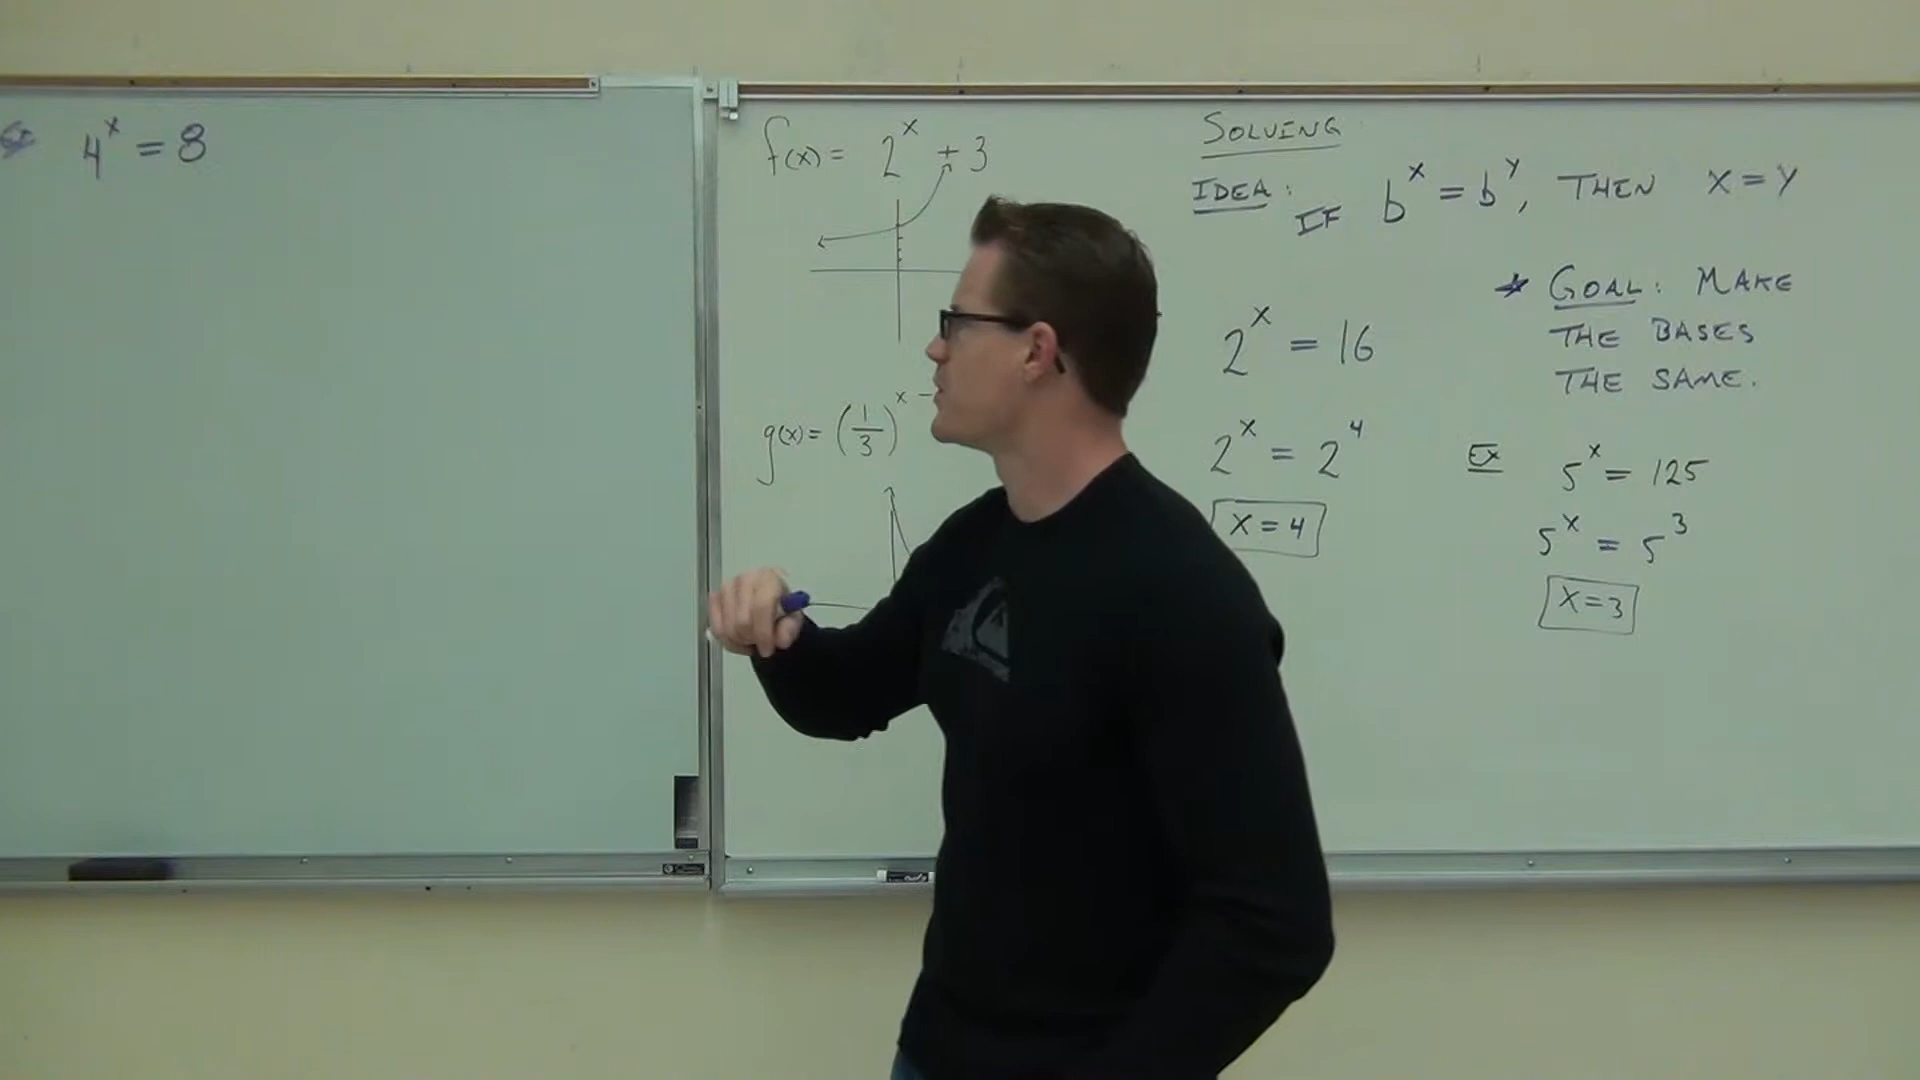 Ex 4^x = 8
f(x) = 2^x + 3
g(x) = (1/3)^x -
SOLVING
IDEA: IF b^x = b^y, THEN x = y
2^x = 16
2^x = 2^4
x = 4
* GOAL: MAKE
THE BASES
THE SAME.
Ex 5^x = 125
5^x = 5^3
x = 3